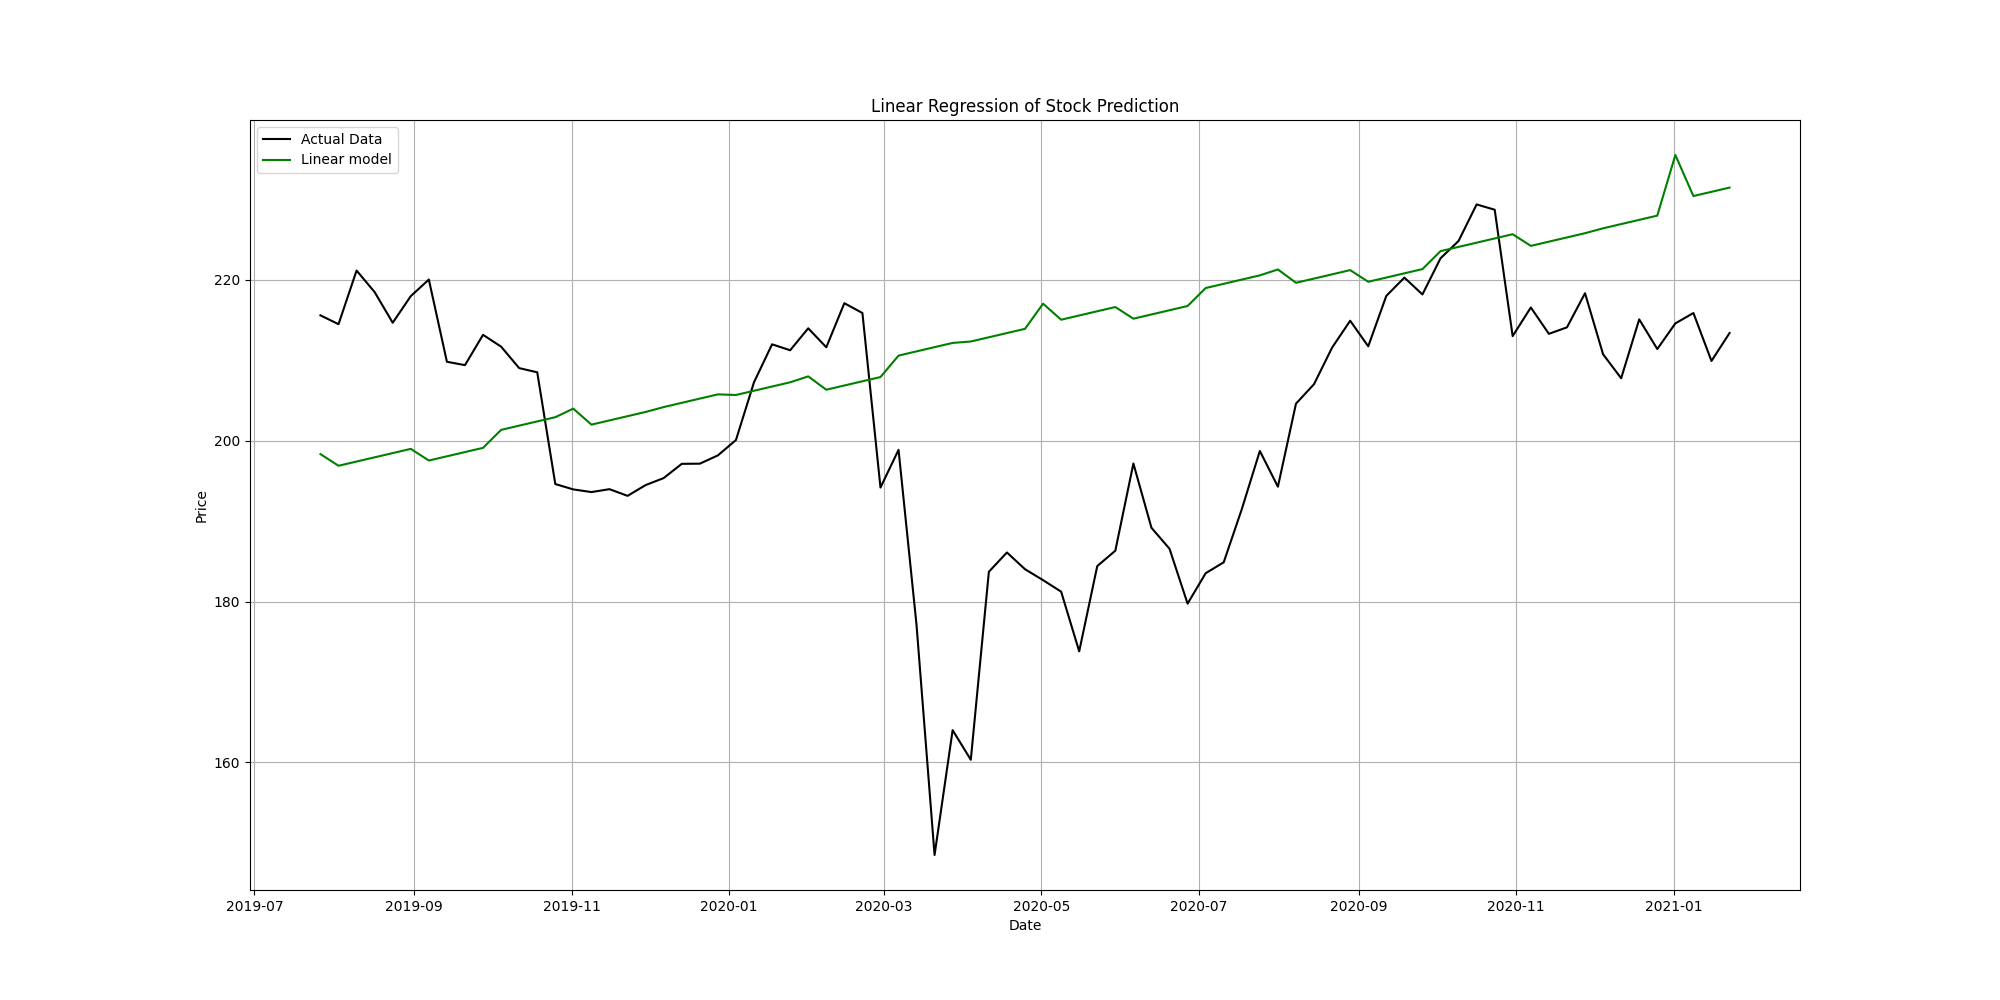 Linear Regression of Stock Prediction
Actual Data
Linear model
220
200
180
160
Price
2019-07 2019-09 2019-11 2020-01 2020-03 2020-05 2020-07 2020-09 2020-11 2021-01
Date